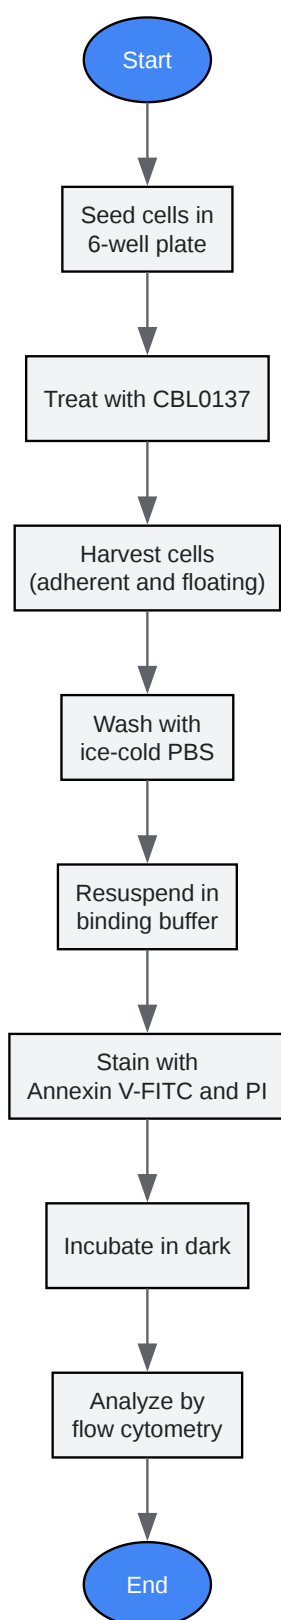 Start
Seed cells in
6-well plate
Treat with CBL0137
Harvest cells
(adherent and floating)
Wash with
ice-cold PBS
Resuspend in
binding buffer
Stain with
Annexin V-FITC and PI
Incubate in dark
Analyze by
flow cytometry
End